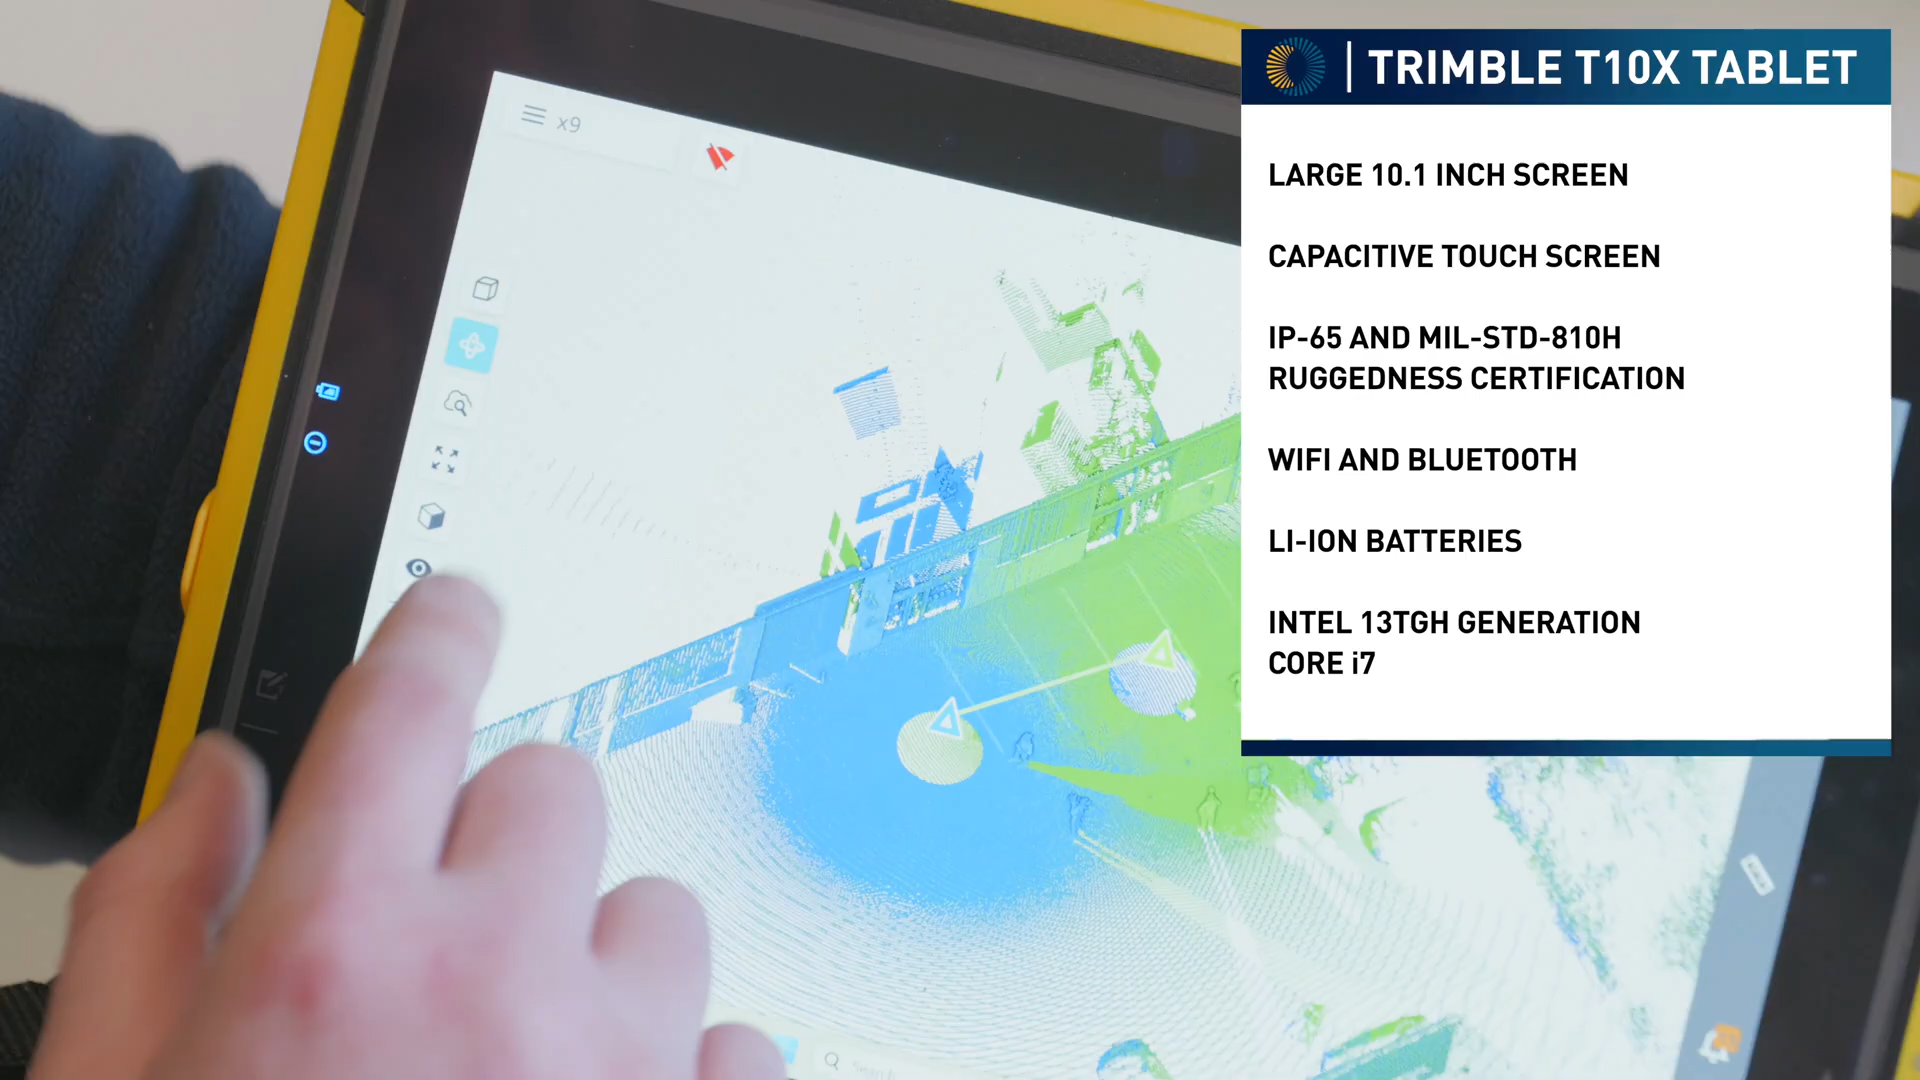 TRIMBLE T10X TABLET
LARGE 10.1 INCH SCREEN
CAPACITIVE TOUCH SCREEN
IP-65 AND MIL-STD-810H
RUGGEDNESS CERTIFICATION
WIFI AND BLUETOOTH
LI-ION BATTERIES
INTEL 13TGH GENERATION
CORE i7
x9